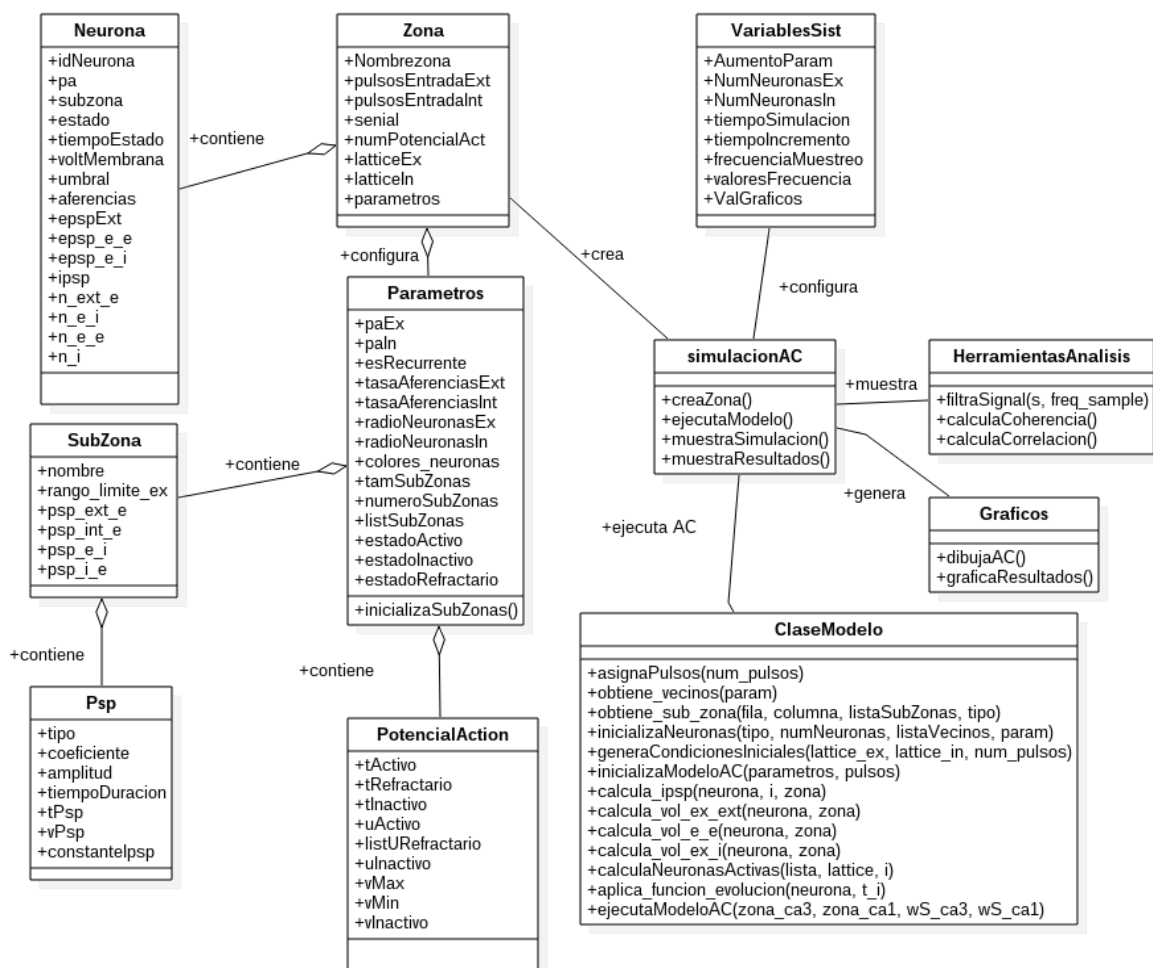 Neurona
+idNeurona
+pa
+subzona
+estado
+tiempoEstado
+voltMembrana
+umbral
+aferencias
+epspExt
+epsp_e_e
+epsp_e_i
+ipsp
+n_ext_e
+n_e_i
+n_e_e
+n_i
+contiene
Zona
+Nombrezona
+pulsosEntradaExt
+pulsosEntradaInt
+senial
+numPotencialAct
+latticeEx
+latticeIn
+parametros
+configura
+crea
VariablesSist
+AumentoParam
+NumNeuronasEx
+NumNeuronasIn
+tiempoSimulacion
+tiempoIncremento
+frecuenciaMuestreo
+valoresFrecuencia
+ValGraficos
+configura
Parametros
+paEx
+paIn
+esRecurrente
+tasaAferenciasExt
+tasaAferenciasInt
+radioNeuronasEx
+radioNeuronasIn
+colores_neuronas
+tamSubZonas
+numeroSubZonas
+listSubZonas
+estadoActivo
+estadoInactivo
+estadoRefractario
+inicializaSubZonas()
simulacionAC
+creaZona()
+ejecutaModelo()
+muestraSimulacion()
+muestraResultados()
+muestra
HerramientasAnalisis
+filtraSignal(s, freq_sample)
+calculaCoherencia()
+calculaCorrelacion()
+genera
Graficos
+dibujaAC()
+graficaResultados()
SubZona
+nombre
+rango_limite_ex
+psp_ext_e
+psp_int_e
+psp_e_i
+psp_i_e
+contiene
+contiene
Psp
+tipo
+coeficiente
+amplitud
+tiempoDuracion
+tPsp
+vPsp
+constanteIpsp
+contiene
PotencialAction
+tActivo
+tRefractario
+tInactivo
+uActivo
+listURefractario
+uInactivo
+vMax
+vMin
+vInactivo
+ejecuta AC
ClaseModelo
+asignaPulsos(num_pulsos)
+obtiene_vecinos(param)
+obtiene_sub_zona(fila, columna, listaSubZonas, tipo)
+inicializaNeuronas(tipo, numNeuronas, listaVecinos, param)
+generaCondicionesIniciales(lattice_ex, lattice_in, num_pulsos)
+inicializaModeloAC(parametros, pulsos)
+calcula_ipsp(neurona, i, zona)
+calcula_vol_ex_ext(neurona, zona)
+calcula_vol_e_e(neurona, zona)
+calcula_vol_ex_i(neurona, zona)
+calculaNeuronasActivas(lista, lattice, i)
+aplica_funcion_evolucion(neurona, t_i)
+ejecutaModeloAC(zona_ca3, zona_ca1, wS_ca3, wS_ca1)